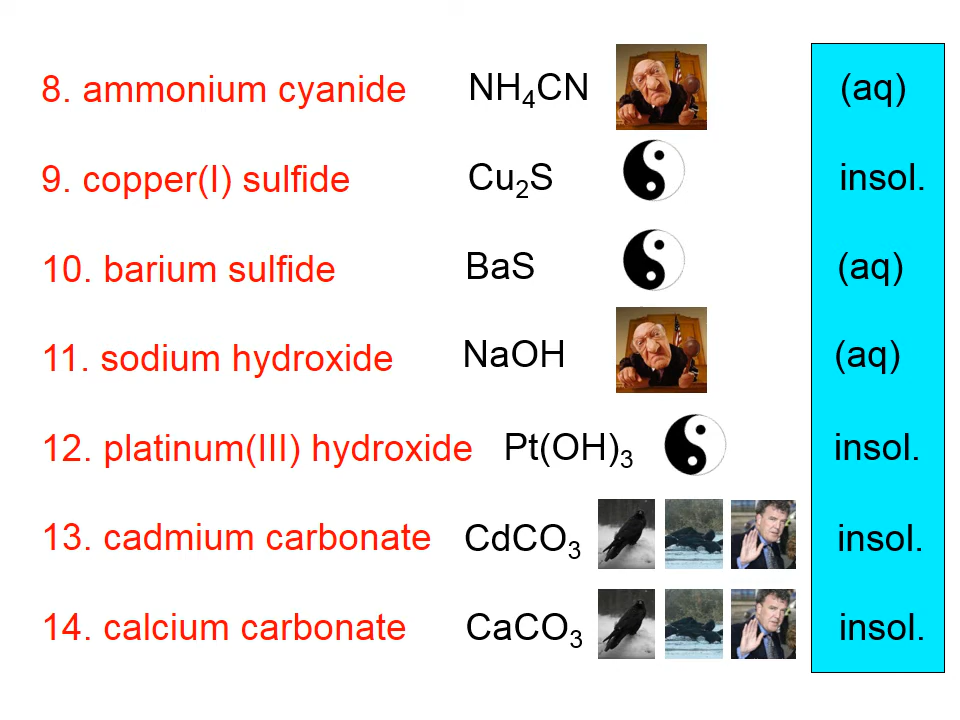 8. ammonium cyanide NH₄CN (aq)
9. copper(I) sulfide Cu₂S insol.
10. barium sulfide BaS (aq)
11. sodium hydroxide NaOH (aq)
12. platinum(III) hydroxide Pt(OH)₃ insol.
13. cadmium carbonate CdCO₃ insol.
14. calcium carbonate CaCO₃ insol.